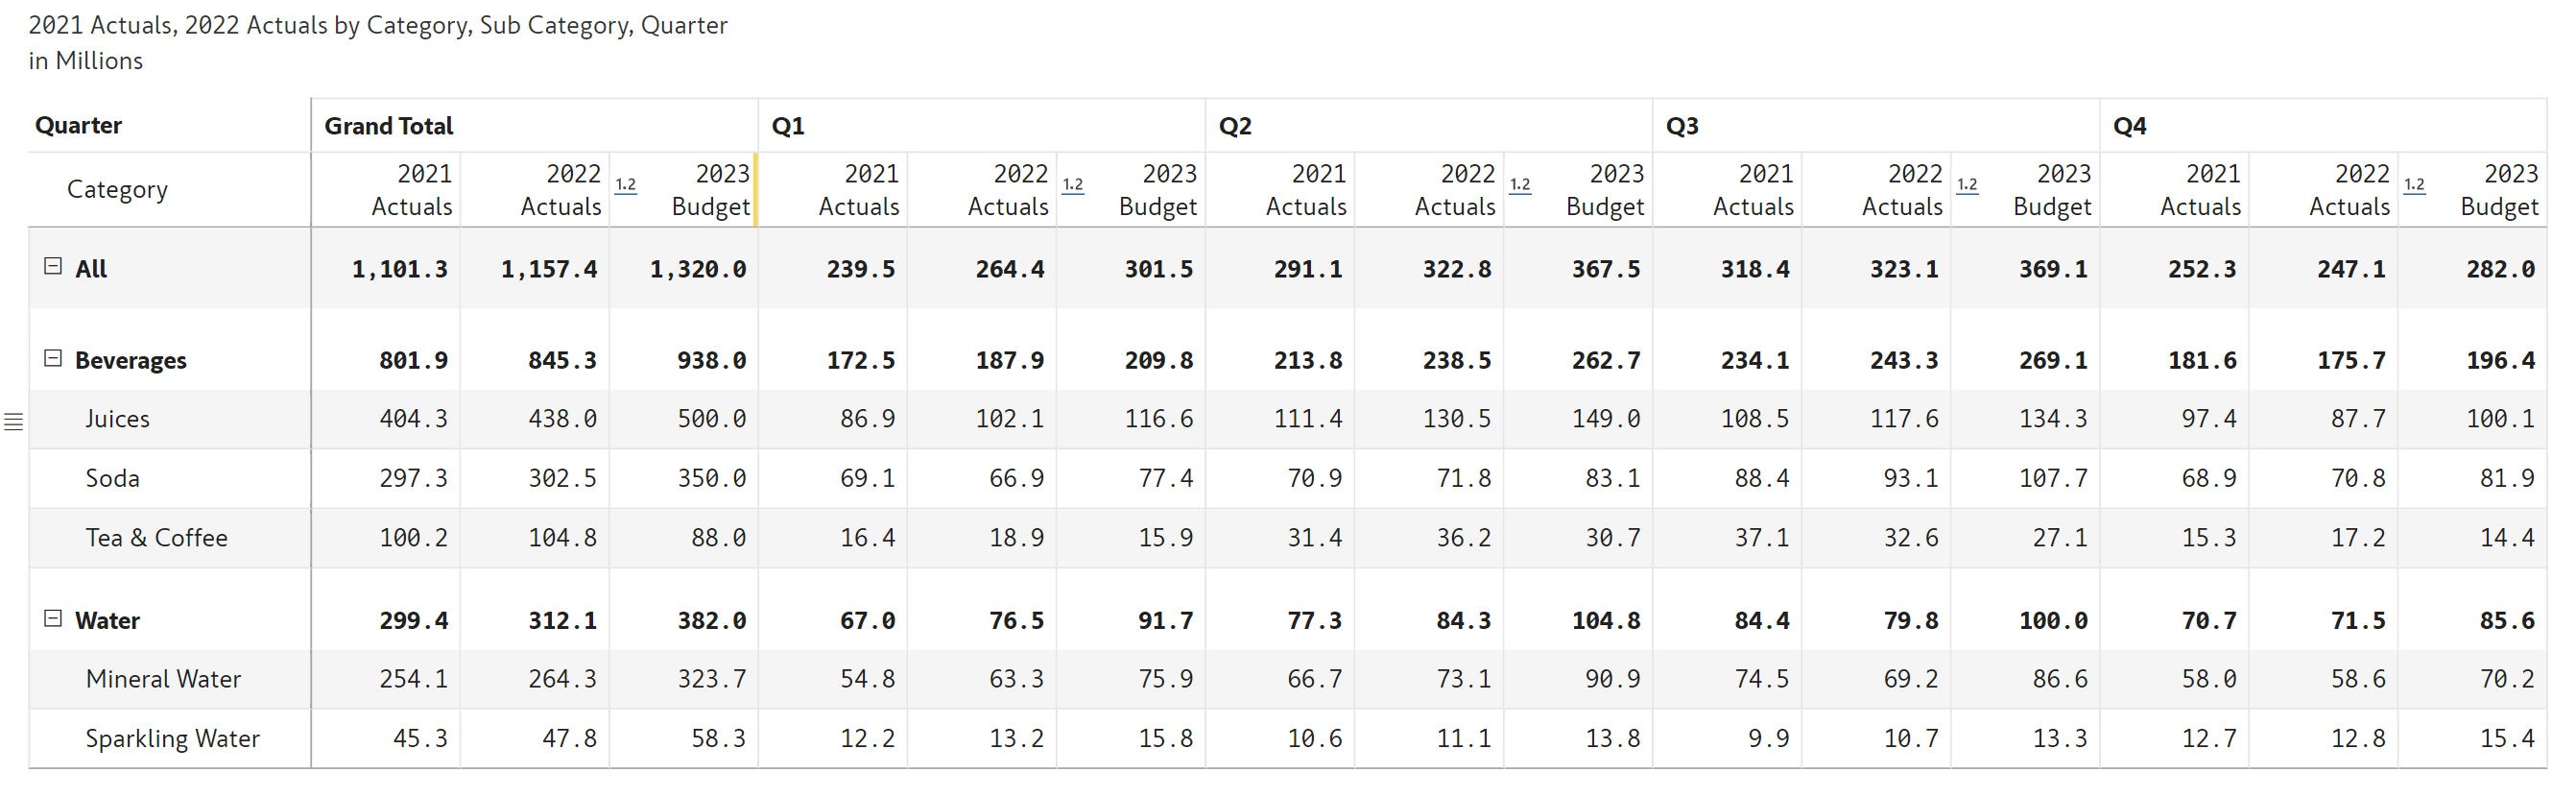 2021 Actuals, 2022 Actuals by Category, Sub Category, Quarter
in Millions
Quarter Grand Total Q1 Q2 Q3 Q4
Category 2021 Actuals 2022 Actuals 1.2 2023 Budget 2021 Actuals 2022 Actuals 1.2 2023 Budget 2021 Actuals 2022 Actuals 1.2 2023 Budget 2021 Actuals 2022 Actuals 1.2 2023 Budget 2021 Actuals 2022 Actuals 1.2 2023 Budget
All 1,101.3 1,157.4 1,320.0 239.5 264.4 301.5 291.1 322.8 367.5 318.4 323.1 369.1 252.3 247.1 282.0
Beverages 801.9 845.3 938.0 172.5 187.9 209.8 213.8 238.5 262.7 234.1 243.3 269.1 181.6 175.7 196.4
Juices 404.3 438.0 500.0 86.9 102.1 116.6 111.4 130.5 149.0 108.5 117.6 134.3 97.4 87.7 100.1
Soda 297.3 302.5 350.0 69.1 66.9 77.4 70.9 71.8 83.1 88.4 93.1 107.7 68.9 70.8 81.9
Tea & Coffee 100.2 104.8 88.0 16.4 18.9 15.9 31.4 36.2 30.7 37.1 32.6 27.1 15.3 17.2 14.4
Water 299.4 312.1 382.0 67.0 76.5 91.7 77.3 84.3 104.8 84.4 79.8 100.0 70.7 71.5 85.6
Mineral Water 254.1 264.3 323.7 54.8 63.3 75.9 66.7 73.1 90.9 74.5 69.2 86.6 58.0 58.6 70.2
Sparkling Water 45.3 47.8 58.3 12.2 13.2 15.8 10.6 11.1 13.8 9.9 10.7 13.3 12.7 12.8 15.4